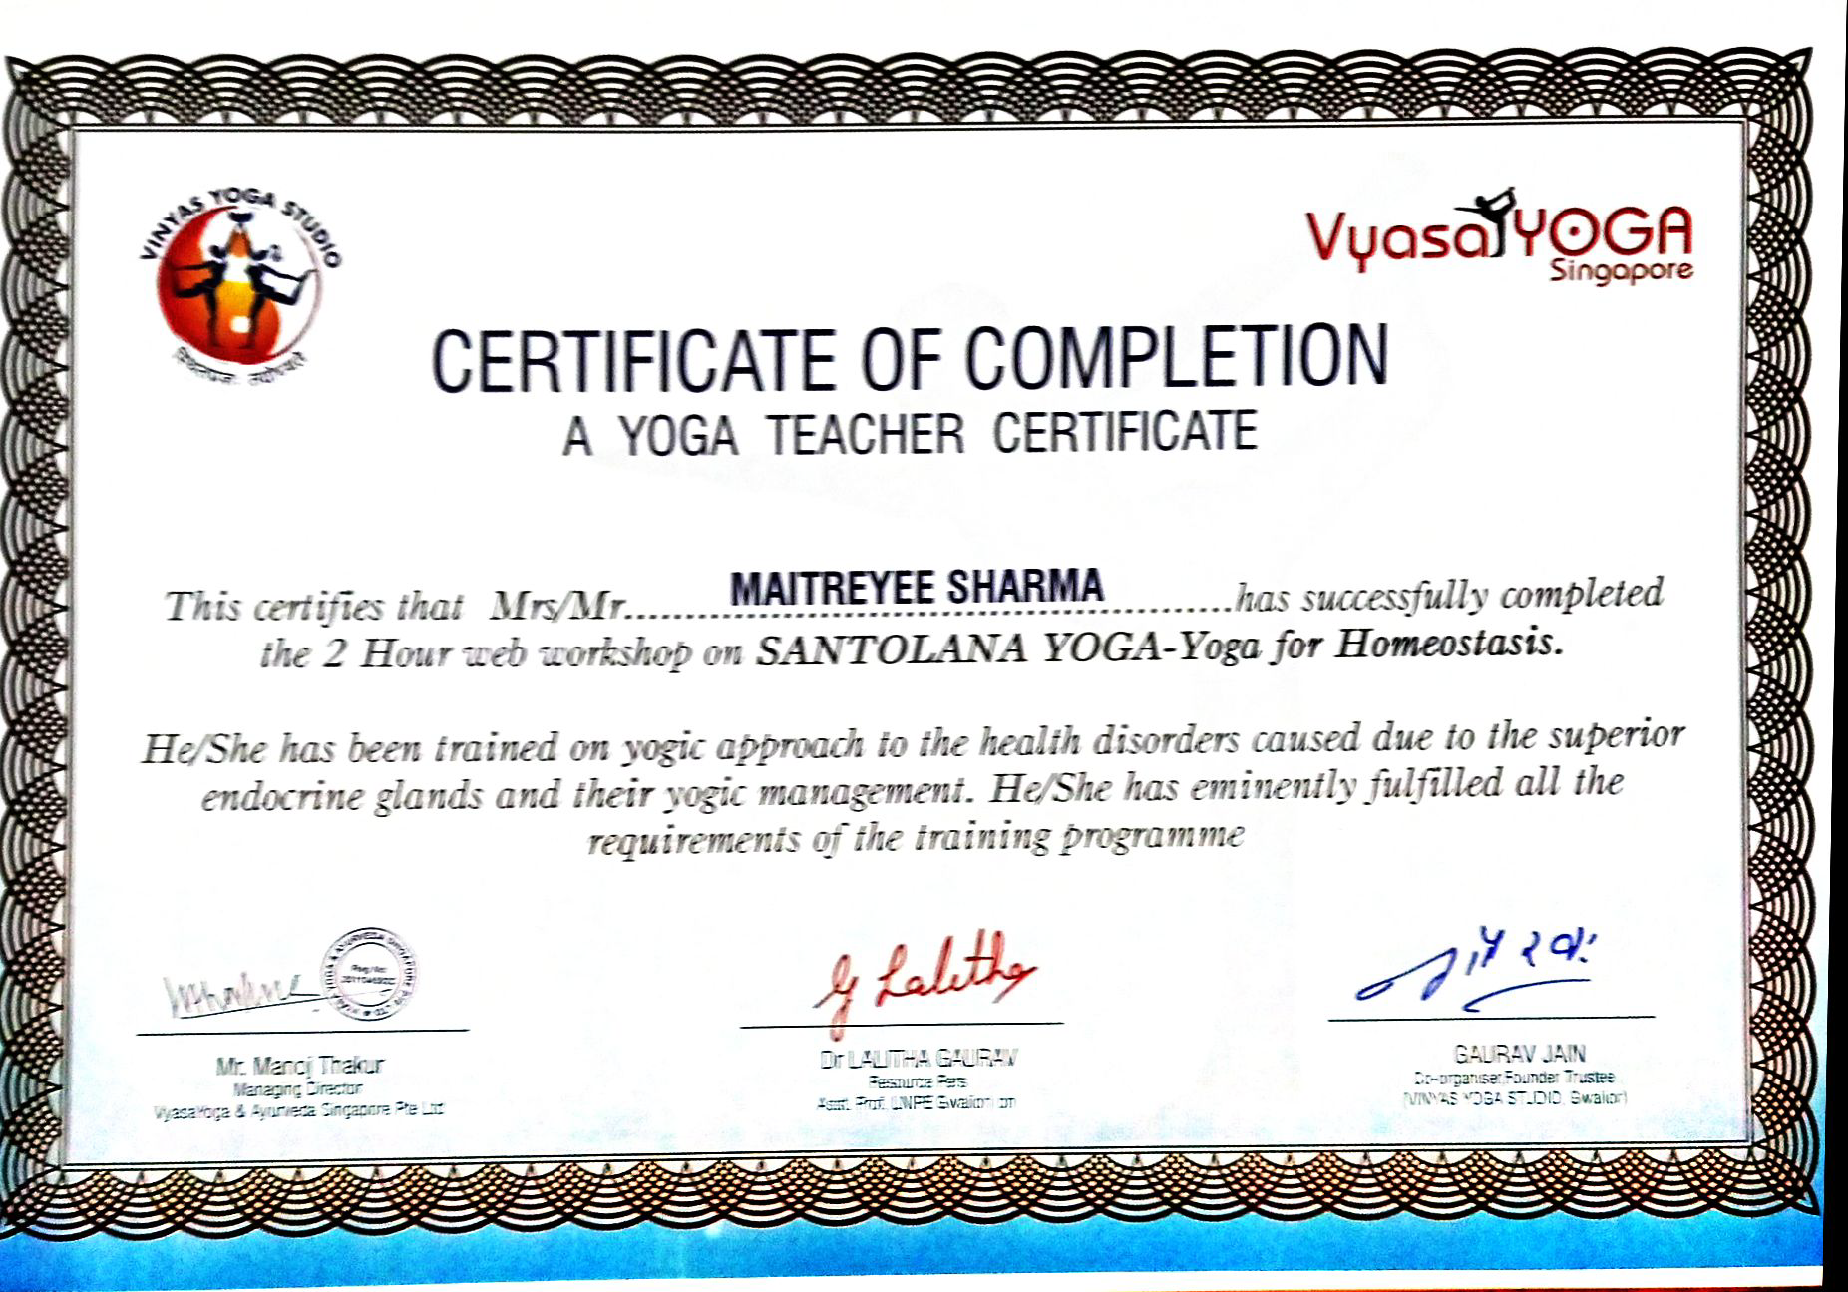 VINYAS YOGA STUDIO
VyasaYOGA
Singapore
CERTIFICATE OF COMPLETION
A YOGA TEACHER CERTIFICATE
This certifies that Mrs/Mr.....MAITREYEE SHARMA.....has successfully completed
the 2 Hour web workshop on SANTOLANA YOGA-Yoga for Homeostasis.
He/She has been trained on yogic approach to the health disorders caused due to the superior
endocrine glands and their yogic management. He/She has eminently fulfilled all the
requirements of the training programme
G Lalitha
Mr. Manoj Thakur
Managing Director
VyasaYoga & Ayurveda Singapore Pte Ltd
Dr LALITHA GAURAV
Resource Pers
Asst. Prof. LNIPE Gwalior on
GAURAV JAIN
Co-organiser,Founder Trustee
(VINYAS YOGA STUDIO, Gwalior)